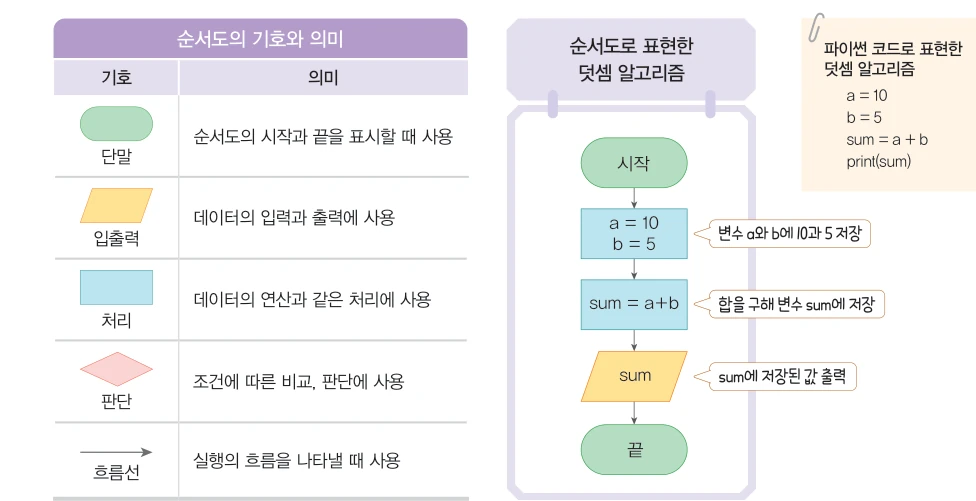 순서도의 기호와 의미
기호 의미
단말 순서도의 시작과 끝을 표시할 때 사용
입출력 데이터의 입력과 출력에 사용
처리 데이터의 연산과 같은 처리에 사용
판단 조건에 따른 비교, 판단에 사용
흐름선 실행의 흐름을 나타낼 때 사용
순서도로 표현한
덧셈 알고리즘
시작
a = 10
b = 5
변수 a와 b에 10과 5 저장
sum = a+b
합을 구해 변수 sum에 저장
sum
sum에 저장된 값 출력
끝
파이썬 코드로 표현한
덧셈 알고리즘
a = 10
b = 5
sum = a + b
print(sum)